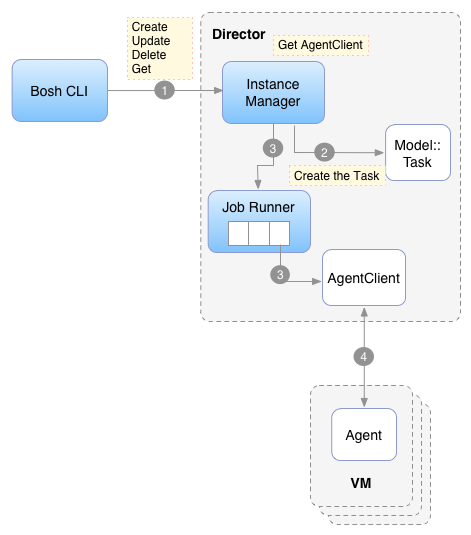 Create
Update
Delete
Get
Director
Get AgentClient
Bosh CLI
1
Instance
Manager
3
2
Model::
Task
Create the Task
Job Runner
3
AgentClient
4
Agent
VM